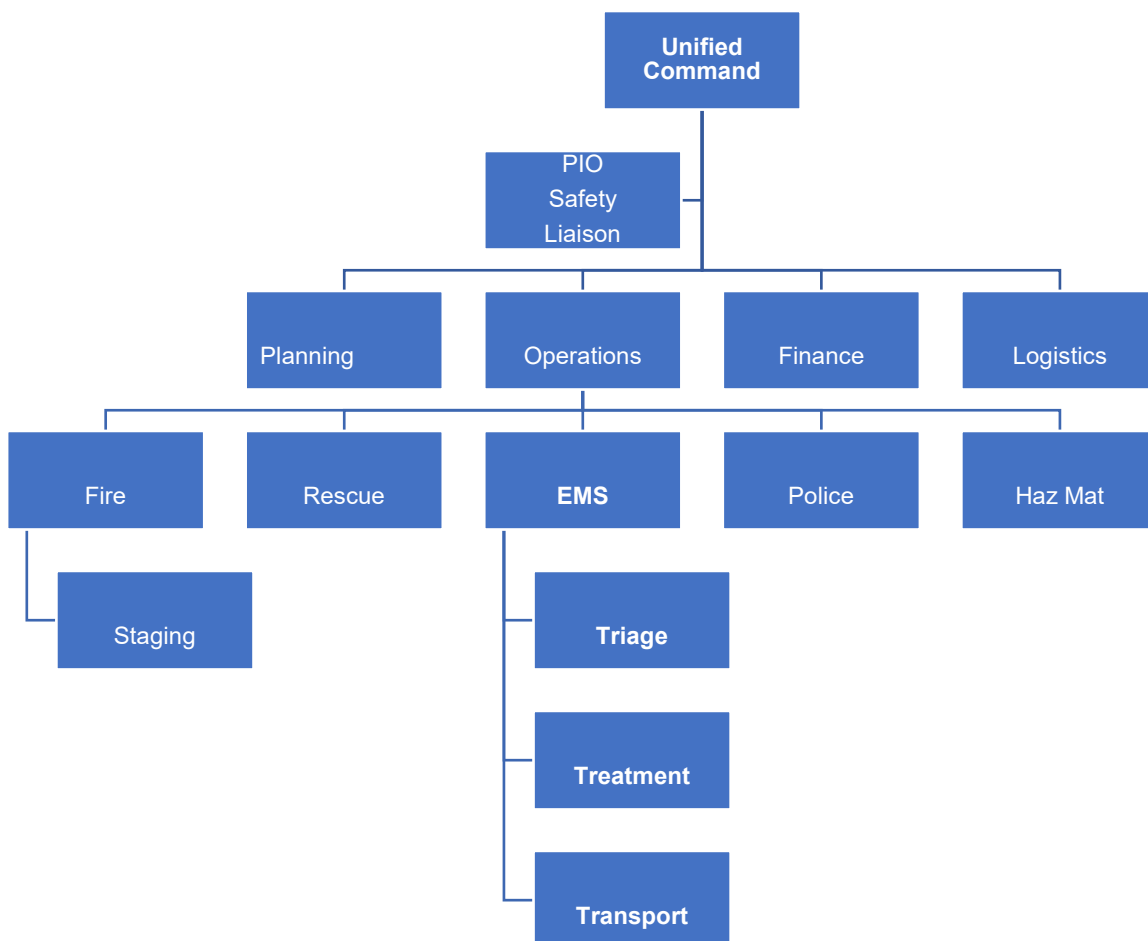 Unified
Command
PIO
Safety
Liaison
Planning
Operations
Finance
Logistics
Fire
Rescue
EMS
Police
Haz Mat
Staging
Triage
Treatment
Transport